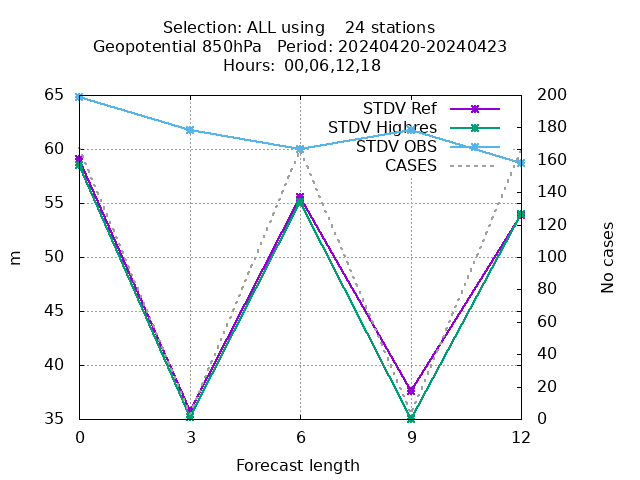 Selection: ALL using    24 stations
Geopotential 850hPa   Period: 20240420-20240423
Hours: 00,06,12,18
STDV Ref
STDV Highres
STDV OBS
CASES
65
60
55
50
45
40
35
m
200
180
160
140
120
100
80
60
40
20
0
No cases
0 3 6 9 12
Forecast length